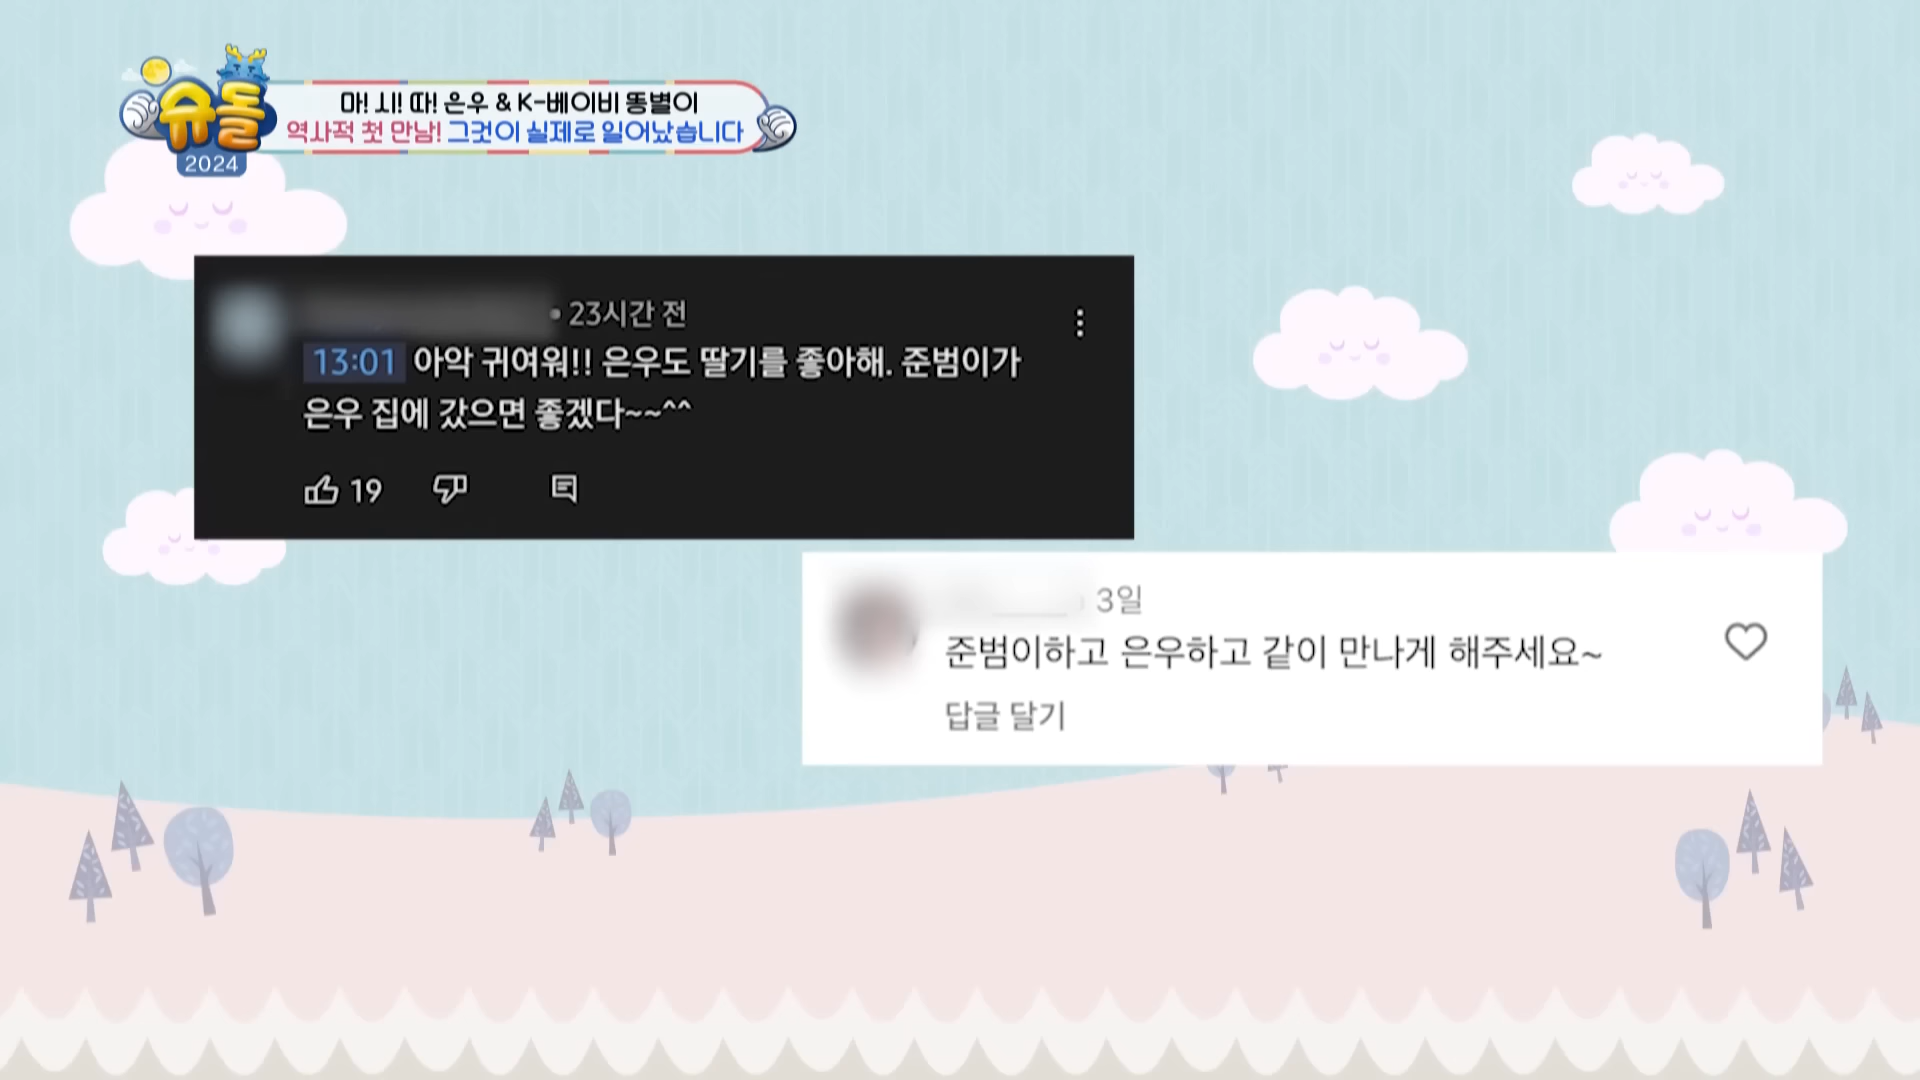 슈돌
2024
마! 시! 따! 은우 & K-베이비 똥별이
역사적 첫 만남! 그것이 실제로 일어났습니다
• 23시간 전
13:01 아악 귀여워!! 은우도 딸기를 좋아해. 준범이가
은우 집에 갔으면 좋겠다~~^^
19
3일
준범이하고 은우하고 같이 만나게 해주세요~
답글 달기